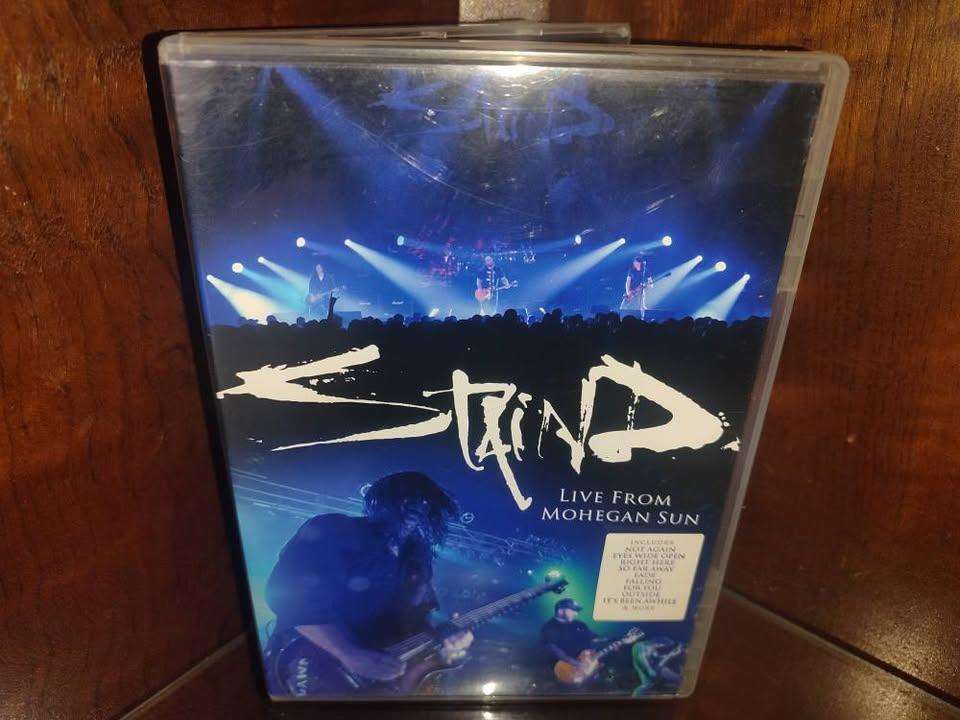 STAIND
STAIND
LIVE FROM
MOHEGAN SUN
INCLUDES
NOT AGAIN
EYES WIDE OPEN
RIGHT HERE
SO FAR AWAY
FADE
FALLING
FOR YOU
OUTSIDE
IT'S BEEN AWHILE
& MORE